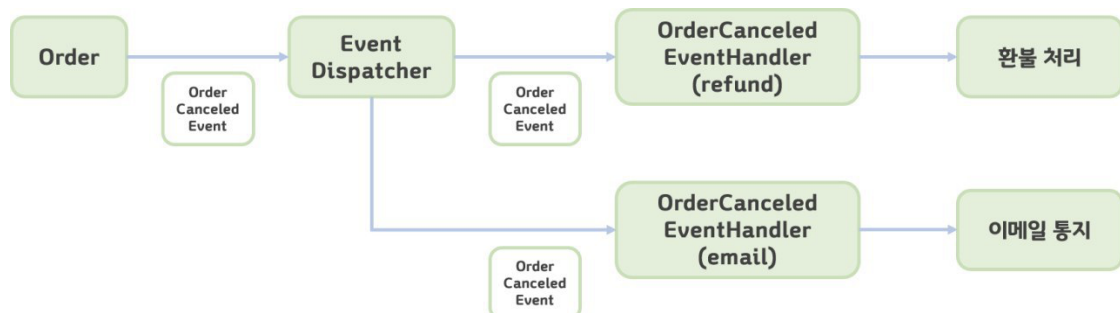 Order
Order
Canceled
Event
Event
Dispatcher
Order
Canceled
Event
OrderCanceled
EventHandler
(refund)
환불 처리
Order
Canceled
Event
OrderCanceled
EventHandler
(email)
이메일 통지